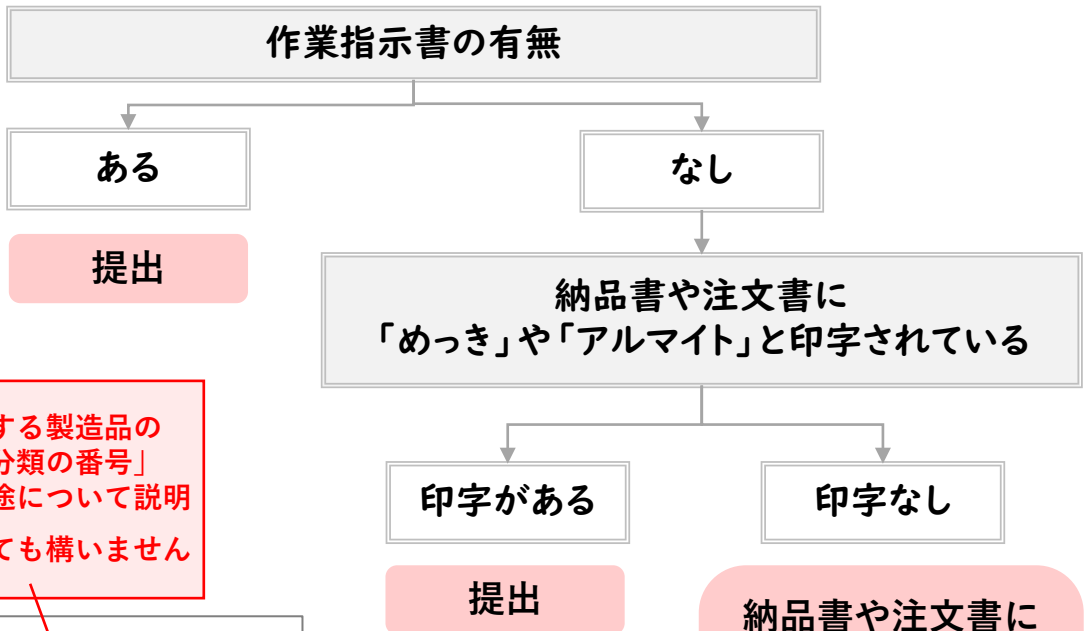 作業指示書の有無
ある
なし
提出
納品書や注文書に
「めっき」や「アルマイト」と印字されている
する製造品の
分類の番号」
途について説明
ても構いません
印字がある
印字なし
提出
納品書や注文書に